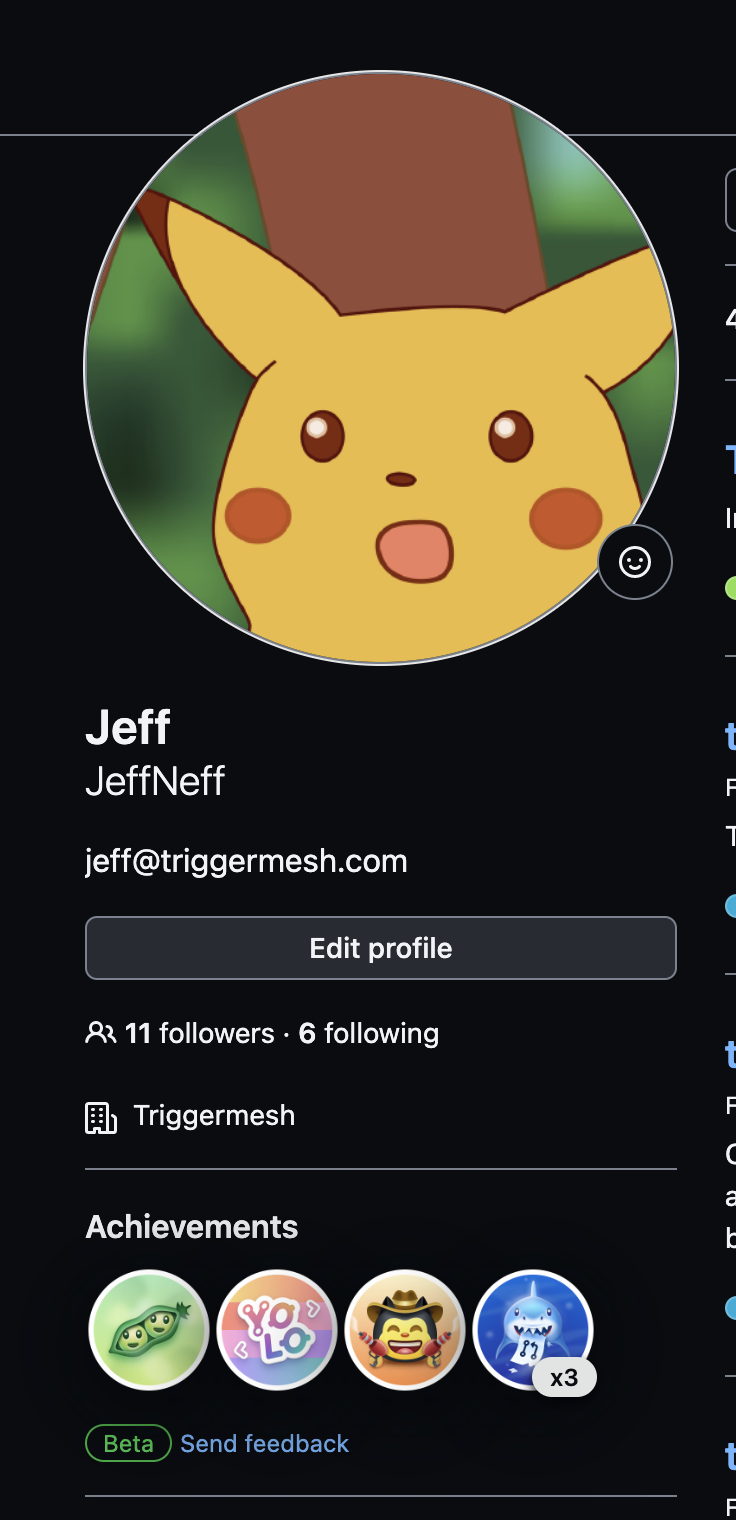 Jeff
JeffNeff
jeff@triggermesh.com
Edit profile
11 followers · 6 following
Triggermesh
Achievements
YOLO
x3
Beta Send feedback